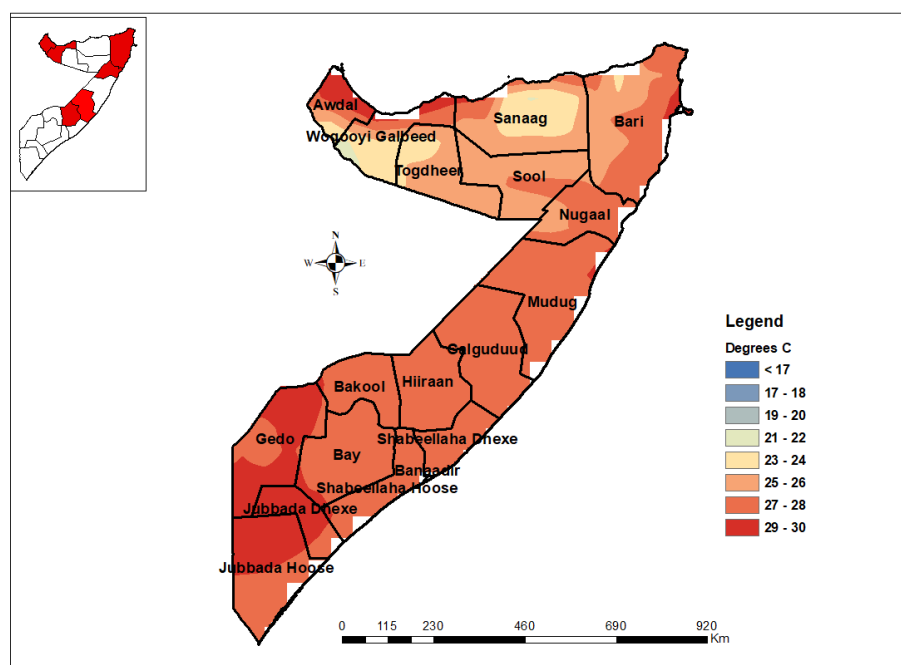 Awdal
Sanaag
Bari
Woqooyi Galbeed
Togdheer
Sool
Nugaal
N
W E
S
Mudug
Galguduud
Hiiraan
Bakool
Gedo
Shabeellaha Dhexe
Bay
Banaadir
Shabeellaha Hoose
Jubbada Dhexe
Jubbada Hoose
Legend
Degrees C
< 17
17 - 18
19 - 20
21 - 22
23 - 24
25 - 26
27 - 28
29 - 30
0 115 230 460 690 920
Km